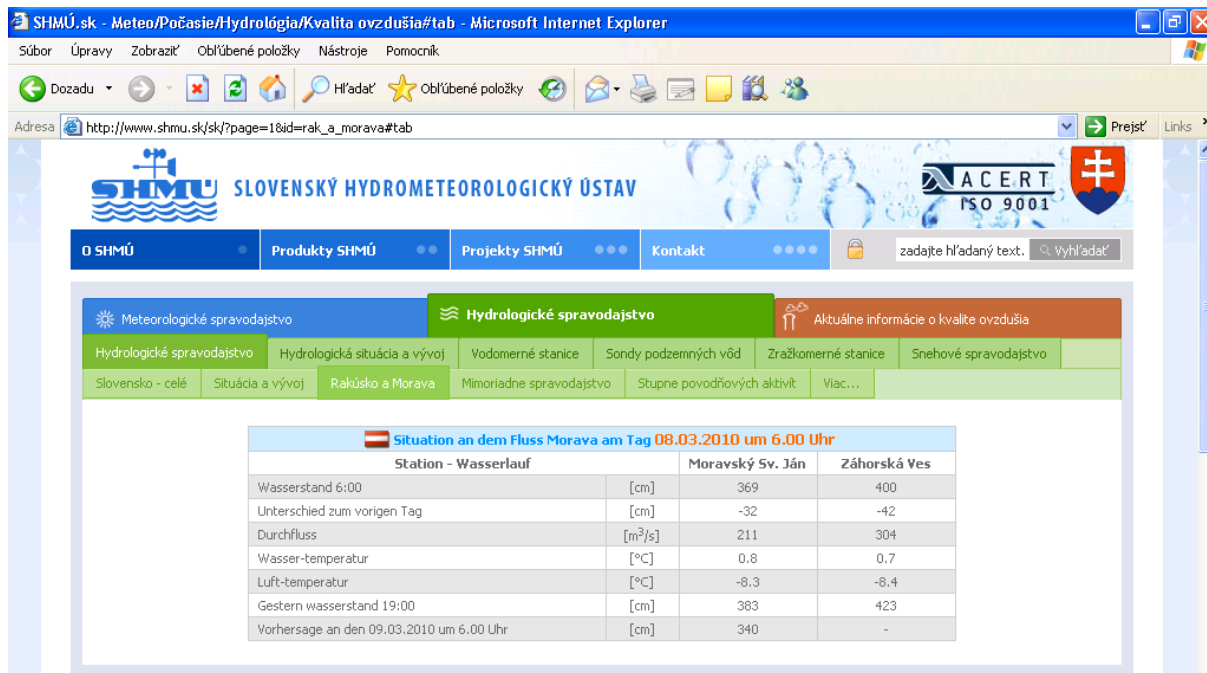 SHMÚ.sk - Meteo/Počasie/Hydrológia/Kvalita ovzdušia#tab - Microsoft Internet Explorer
Súbor Úpravy Zobraziť Obľúbené položky Nástroje Pomocník
Dozadu Hľadať Obľúbené položky
Adresa http://www.shmu.sk/sk/?page=1&id=rak_a_morava#tab Prejsť Links »
SHMÚ SLOVENSKÝ HYDROMETEOROLOGICKÝ ÚSTAV ACERT
ISO 9001
O SHMÚ Produkty SHMÚ Projekty SHMÚ Kontakt zadajte hľadaný text. Vyhľadať
Meteorologické spravodajstvo Hydrologické spravodajstvo Aktuálne informácie o kvalite ovzdušia
Hydrologické spravodajstvo Hydrologická situácia a vývoj Vodomerné stanice Sondy podzemných vôd Zražkomerné stanice Snehové spravodajstvo
Slovensko - celé Situácia a vývoj Rakúsko a Morava Mimoriadne spravodajstvo Stupne povodňových aktivít Viac...
Situation an dem Fluss Morava am Tag 08.03.2010 um 6.00 Uhr
Station - Wasserlauf Moravský Sv. Ján Záhorská Ves
Wasserstand 6:00 [cm] 369 400
Unterschied zum vorigen Tag [cm] -32 -42
Durchfluss [m³/s] 211 304
Wasser-temperatur [°C] 0.8 0.7
Luft-temperatur [°C] -8.3 -8.4
Gestern wasserstand 19:00 [cm] 383 423
Vorhersage an den 09.03.2010 um 6.00 Uhr [cm] 340 -